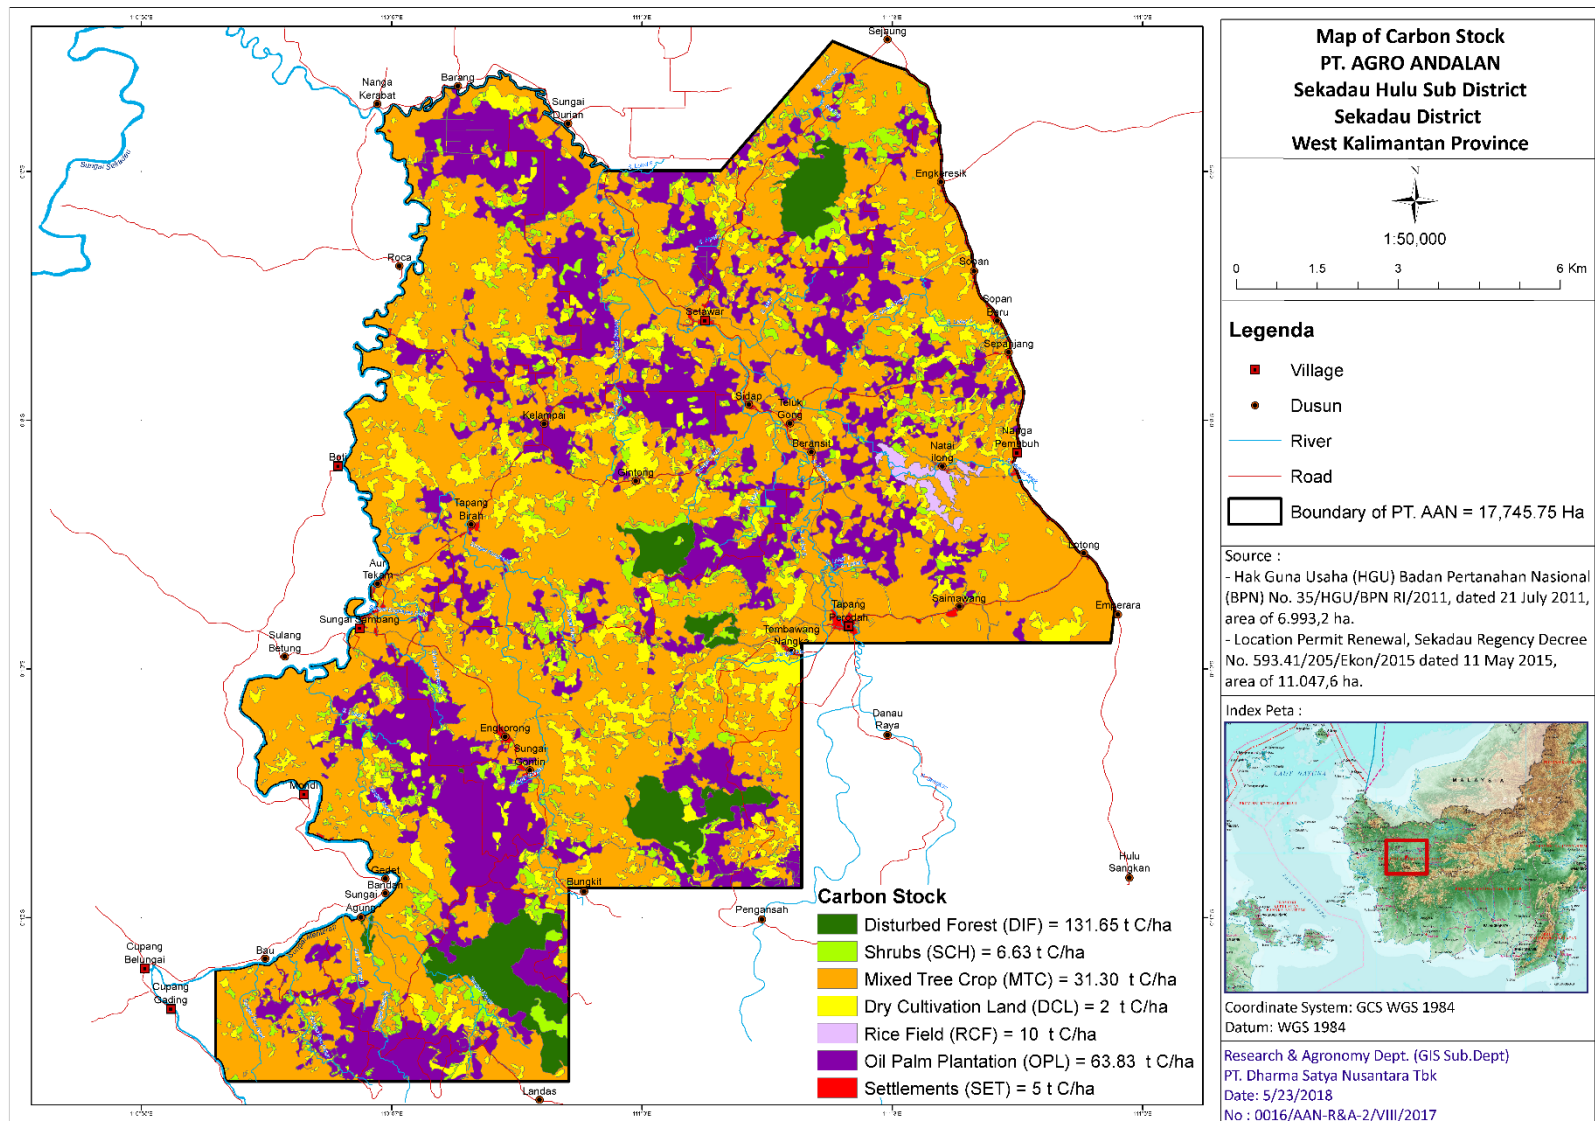 Map of Carbon Stock
PT. AGRO ANDALAN
Sekadau Hulu Sub District
Sekadau District
West Kalimantan Province
N
1:50,000
0 1.5 3 6 Km
Legenda
Village
Dusun
River
Road
Boundary of PT. AAN = 17,745.75 Ha
Source :
- Hak Guna Usaha (HGU) Badan Pertanahan Nasional
(BPN) No. 35/HGU/BPN RI/2011, dated 21 July 2011,
area of 6.993,2 ha.
- Location Permit Renewal, Sekadau Regency Decree
No. 593.41/205/Ekon/2015 dated 11 May 2015,
area of 11.047,6 ha.
Index Peta :
Coordinate System: GCS WGS 1984
Datum: WGS 1984
Research & Agronomy Dept. (GIS Sub.Dept)
PT. Dharma Satya Nusantara Tbk
Date: 5/23/2018
No : 0016/AAN-R&A-2/VIII/2017
Carbon Stock
Disturbed Forest (DIF) = 131.65 t C/ha
Shrubs (SCH) = 6.63 t C/ha
Mixed Tree Crop (MTC) = 31.30 t C/ha
Dry Cultivation Land (DCL) = 2 t C/ha
Rice Field (RCF) = 10 t C/ha
Oil Palm Plantation (OPL) = 63.83 t C/ha
Settlements (SET) = 5 t C/ha
Sejaung
Nanga
Kerabat
Barang
Sungai
Durian
Sungai Sekadau
Engkeresik
Roca
Sopan
Sopan
Baru
Setawar
Sepanjang
Sidap
Teluk
Gong
Kelampai
Beransit
Natai
Ilong
Nanga
Pemubuh
Boti
Gintong
Tapang
Birah
Lotong
Aur
Tekam
Saimawang
Tapang
Perodah
Emperara
Sungai Sambang
Sulang
Betung
Tembawang
Nangka
Danau
Raya
Engkorong
Sungai
Gontin
Mondi
Hulu
Sangkan
Gedet
Bandan
Sungai
Agung
Bungkit
Pengansah
Bau
Cupang
Belungai
Cupang
Gading
Landas